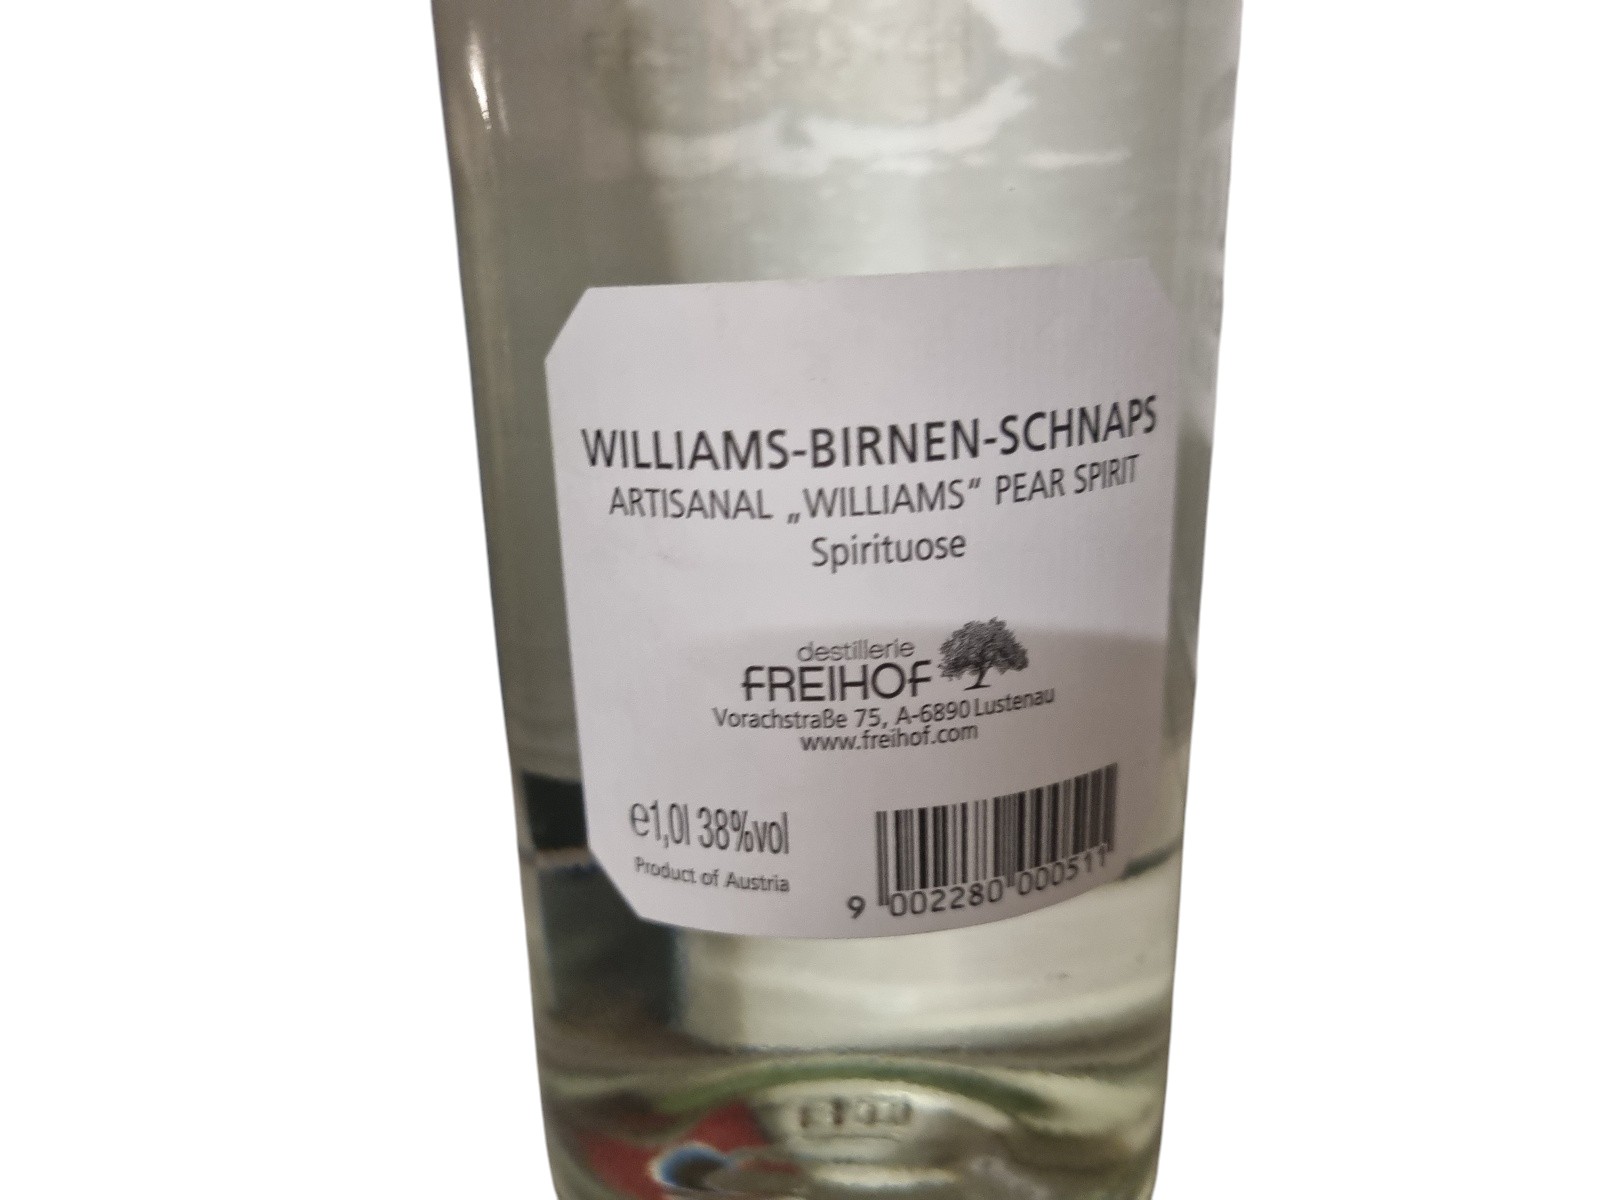 WILLIAMS-BIRNEN-SCHNAPS
ARTISANAL „WILLIAMS“ PEAR SPIRIT
Spirituose
destillerie
FREIHOF
Vorachstraße 75, A-6890 Lustenau
www.freihof.com
e1,0l 38%vol
Product of Austria
9 002280 000511